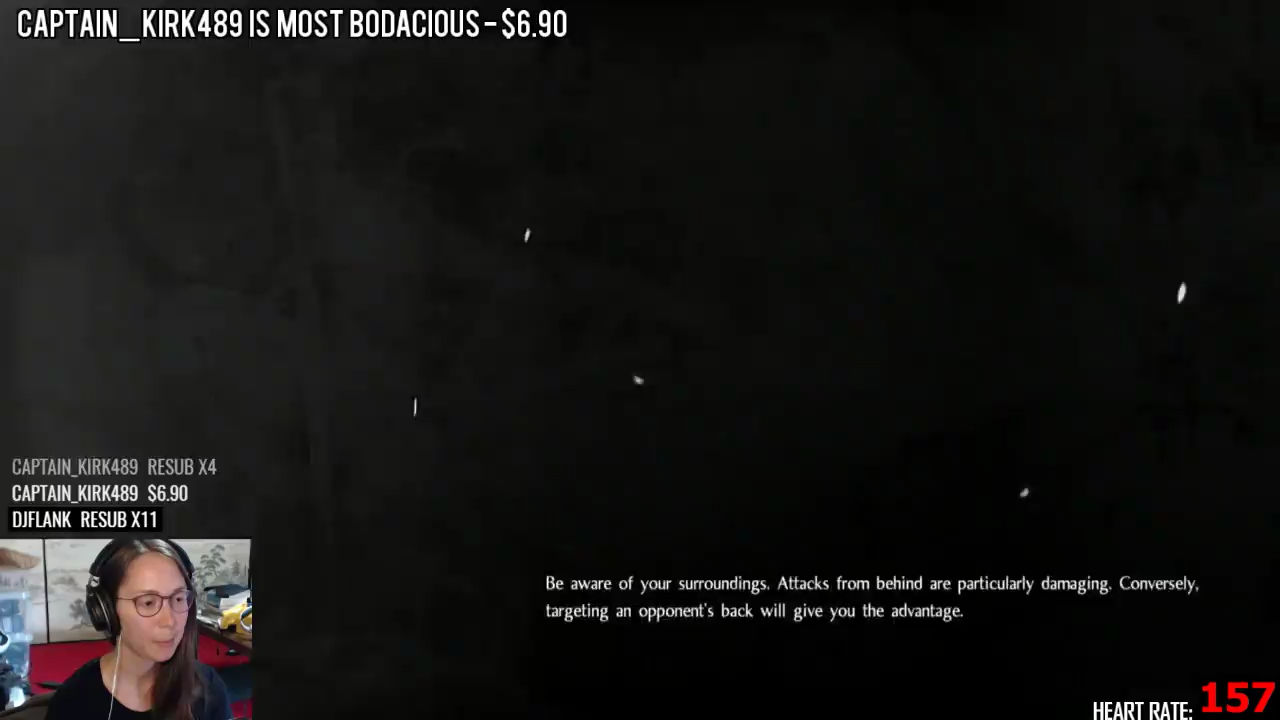 CAPTAIN_KIRK489 IS MOST BODACIOUS - $6.90
CAPTAIN_KIRK489 RESUB X4
CAPTAIN_KIRK489 $6.90
DJFLANK RESUB X11
Be aware of your surroundings. Attacks from behind are particularly damaging. Conversely,
targeting an opponent's back will give you the advantage.
HEART RATE: 157